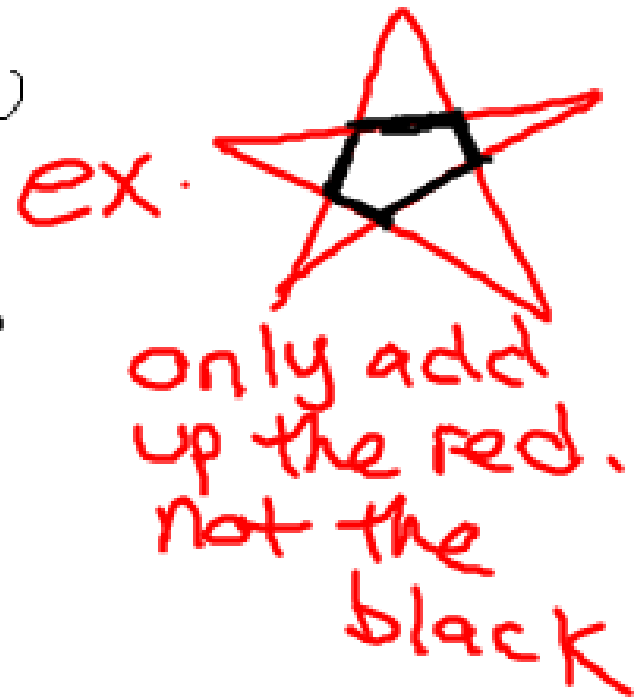 ex.
only add
up the red.
not the
black